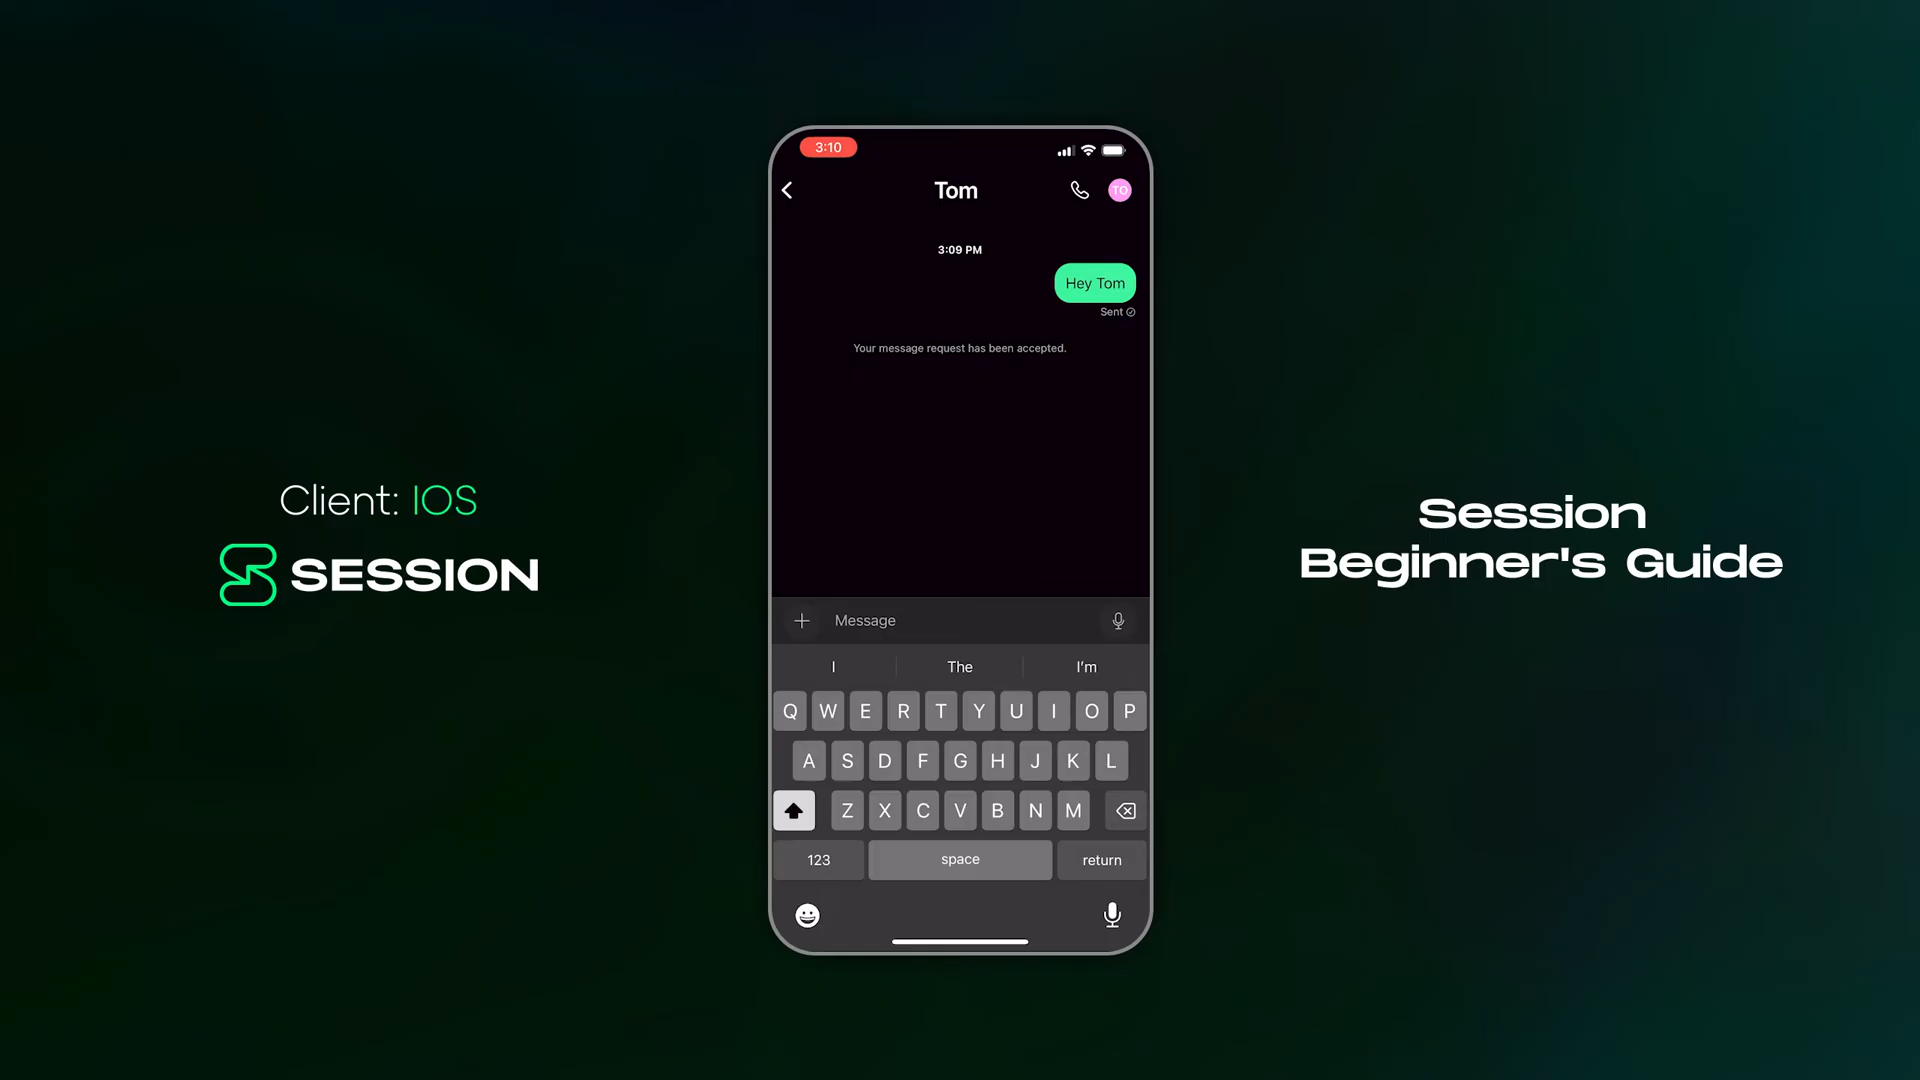 3:10
Tom
TO
3:09 PM
Hey Tom
Sent
Your message request has been accepted.
Client: IOS
SESSION
Session
Beginner's Guide
Message
I
The
I'm
Q W E R T Y U I O P
A S D F G H J K L
Z X C V B N M
123
space
return